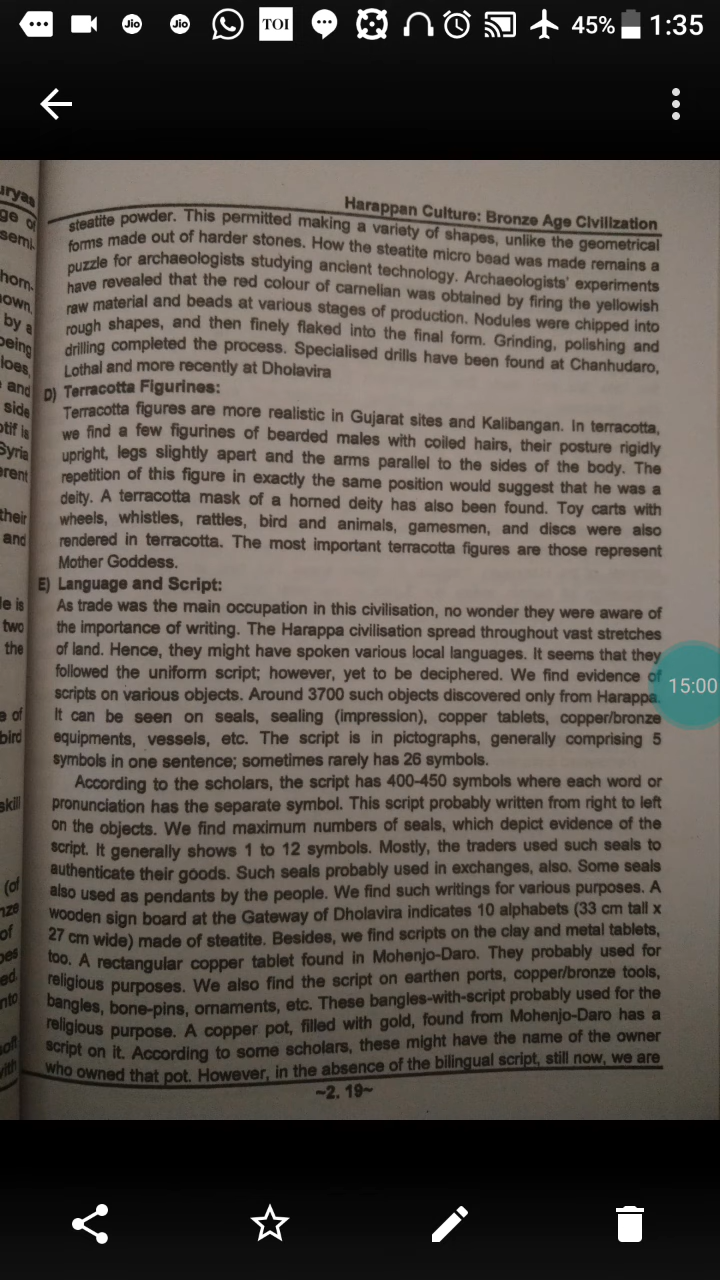 Jio
Jio
TOI
45%
1:35
Harappan Culture: Bronze Age Civilization
steatite powder. This permitted making a variety of shapes, unlike the geometrical
forms made out of harder stones. How the steatite micro bead was made remains a
puzzle for archaeologists studying ancient technology. Archaeologists' experiments
have revealed that the red colour of carnelian was obtained by firing the yellowish
raw material and beads at various stages of production. Nodules were chipped into
rough shapes, and then finely flaked into the final form. Grinding, polishing and
drilling completed the process. Specialised drills have been found at Chanhudaro,
Lothal and more recently at Dholavira
D) Terracotta Figurines:
Terracotta figures are more realistic in Gujarat sites and Kalibangan. In terracotta,
we find a few figurines of bearded males with coiled hairs, their posture rigidly
upright, legs slightly apart and the arms parallel to the sides of the body. The
repetition of this figure in exactly the same position would suggest that he was a
deity. A terracotta mask of a horned deity has also been found. Toy carts with
wheels, whistles, rattles, bird and animals, gamesmen, and discs were also
rendered in terracotta. The most important terracotta figures are those represent
Mother Goddess.
E) Language and Script:
As trade was the main occupation in this civilisation, no wonder they were aware of
the importance of writing. The Harappa civilisation spread throughout vast stretches
of land. Hence, they might have spoken various local languages. It seems that they
followed the uniform script; however, yet to be deciphered. We find evidence of
scripts on various objects. Around 3700 such objects discovered only from Harappa.
It can be seen on seals, sealing (impression), copper tablets, copper/bronze
equipments, vessels, etc. The script is in pictographs, generally comprising 5
symbols in one sentence; sometimes rarely has 26 symbols.
According to the scholars, the script has 400-450 symbols where each word or
pronunciation has the separate symbol. This script probably written from right to left
on the objects. We find maximum numbers of seals, which depict evidence of the
script. It generally shows 1 to 12 symbols. Mostly, the traders used such seals to
authenticate their goods. Such seals probably used in exchanges, also. Some seals
also used as pendants by the people. We find such writings for various purposes. A
wooden sign board at the Gateway of Dholavira indicates 10 alphabets (33 cm tall x
27 cm wide) made of steatite. Besides, we find scripts on the clay and metal tablets,
too. A rectangular copper tablet found in Mohenjo-Daro. They probably used for
religious purposes. We also find the script on earthen ports, copper/bronze tools,
bangles, bone-pins, ornaments, etc. These bangles-with-script probably used for the
religious purpose. A copper pot, filled with gold, found from Mohenjo-Daro has a
script on it. According to some scholars, these might have the name of the owner
who owned that pot. However, in the absence of the bilingual script, still now, we are
~2. 19~
15:00